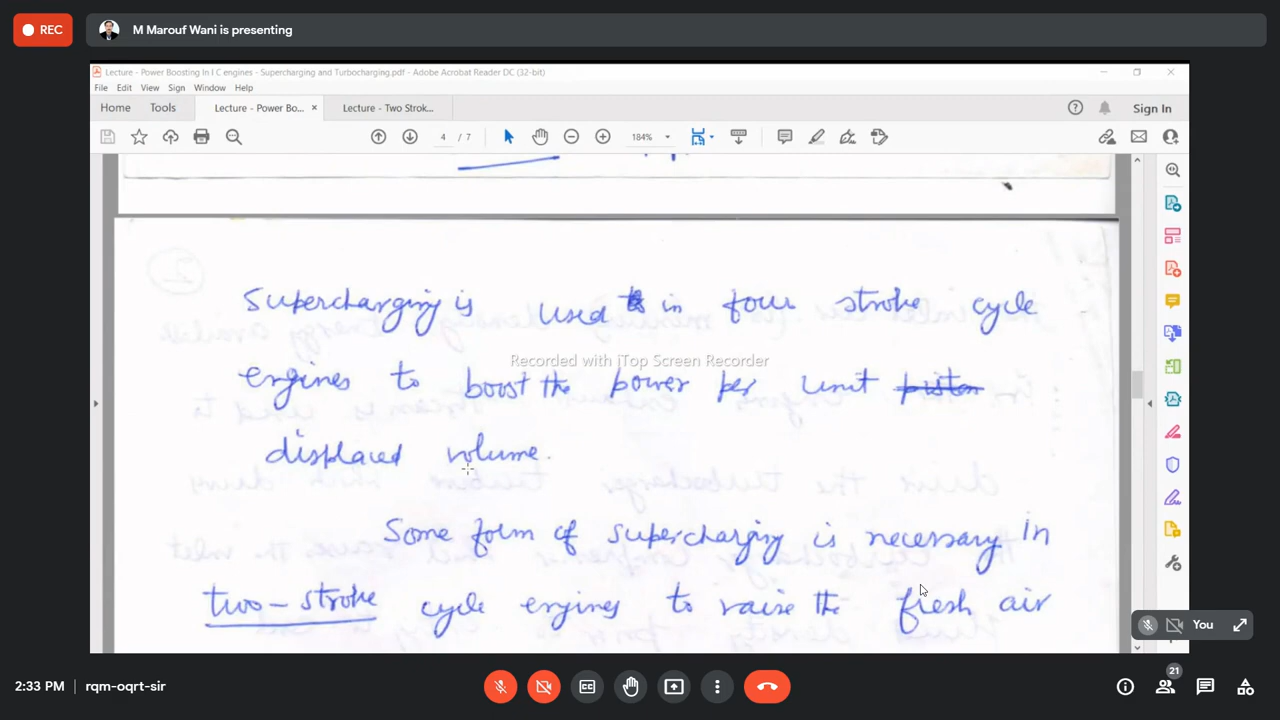 REC
M Marouf Wani is presenting
Lecture - Power Boosting In I C engines - Supercharging and Turbocharging.pdf - Adobe Acrobat Reader DC (32-bit)
File Edit View Sign Window Help
Home Tools Lecture - Power Bo... × Lecture - Two Strok... Sign In
4 / 7 184%
Supercharging is used in four stroke cycle
Recorded with iTop Screen Recorder
engines to boost the power per unit piston
displaced volume.
Some form of supercharging is necessary in
two-stroke cycle engines to raise the fresh air
You
2:33 PM rqm-oqrt-sir
21